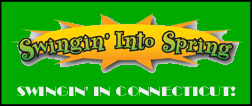 Swingin' Into Spring
SWINGIN' IN CONNECTICUT!